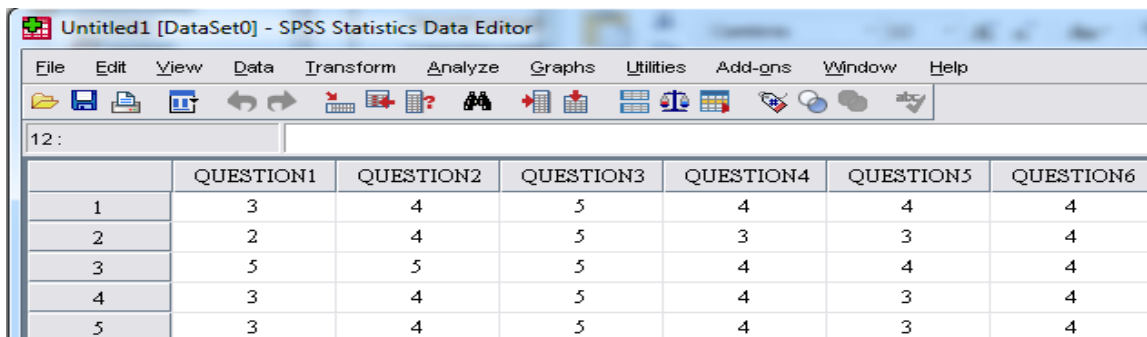 Untitled1 [DataSet0] - SPSS Statistics Data Editor
File Edit View Data Transform Analyze Graphs Utilities Add-ons Window Help
12 :
QUESTION1 QUESTION2 QUESTION3 QUESTION4 QUESTION5 QUESTION6
1 3 4 5 4 4 4
2 2 4 5 3 3 4
3 5 5 5 4 4 4
4 3 4 5 4 3 4
5 3 4 5 4 3 4